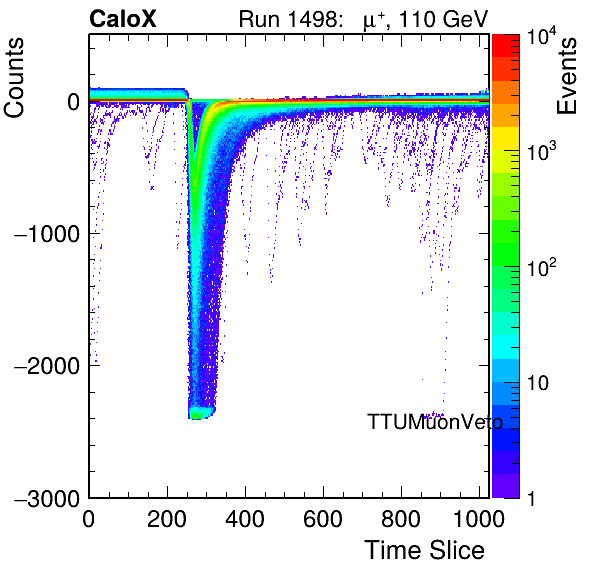 CaloX Run 1498: μ⁺, 110 GeV
Counts
0
−1000
−2000
−3000
0 200 400 600 800 1000
Time Slice
TTUMuonVeto
10⁴
10³
10²
10
1
Events